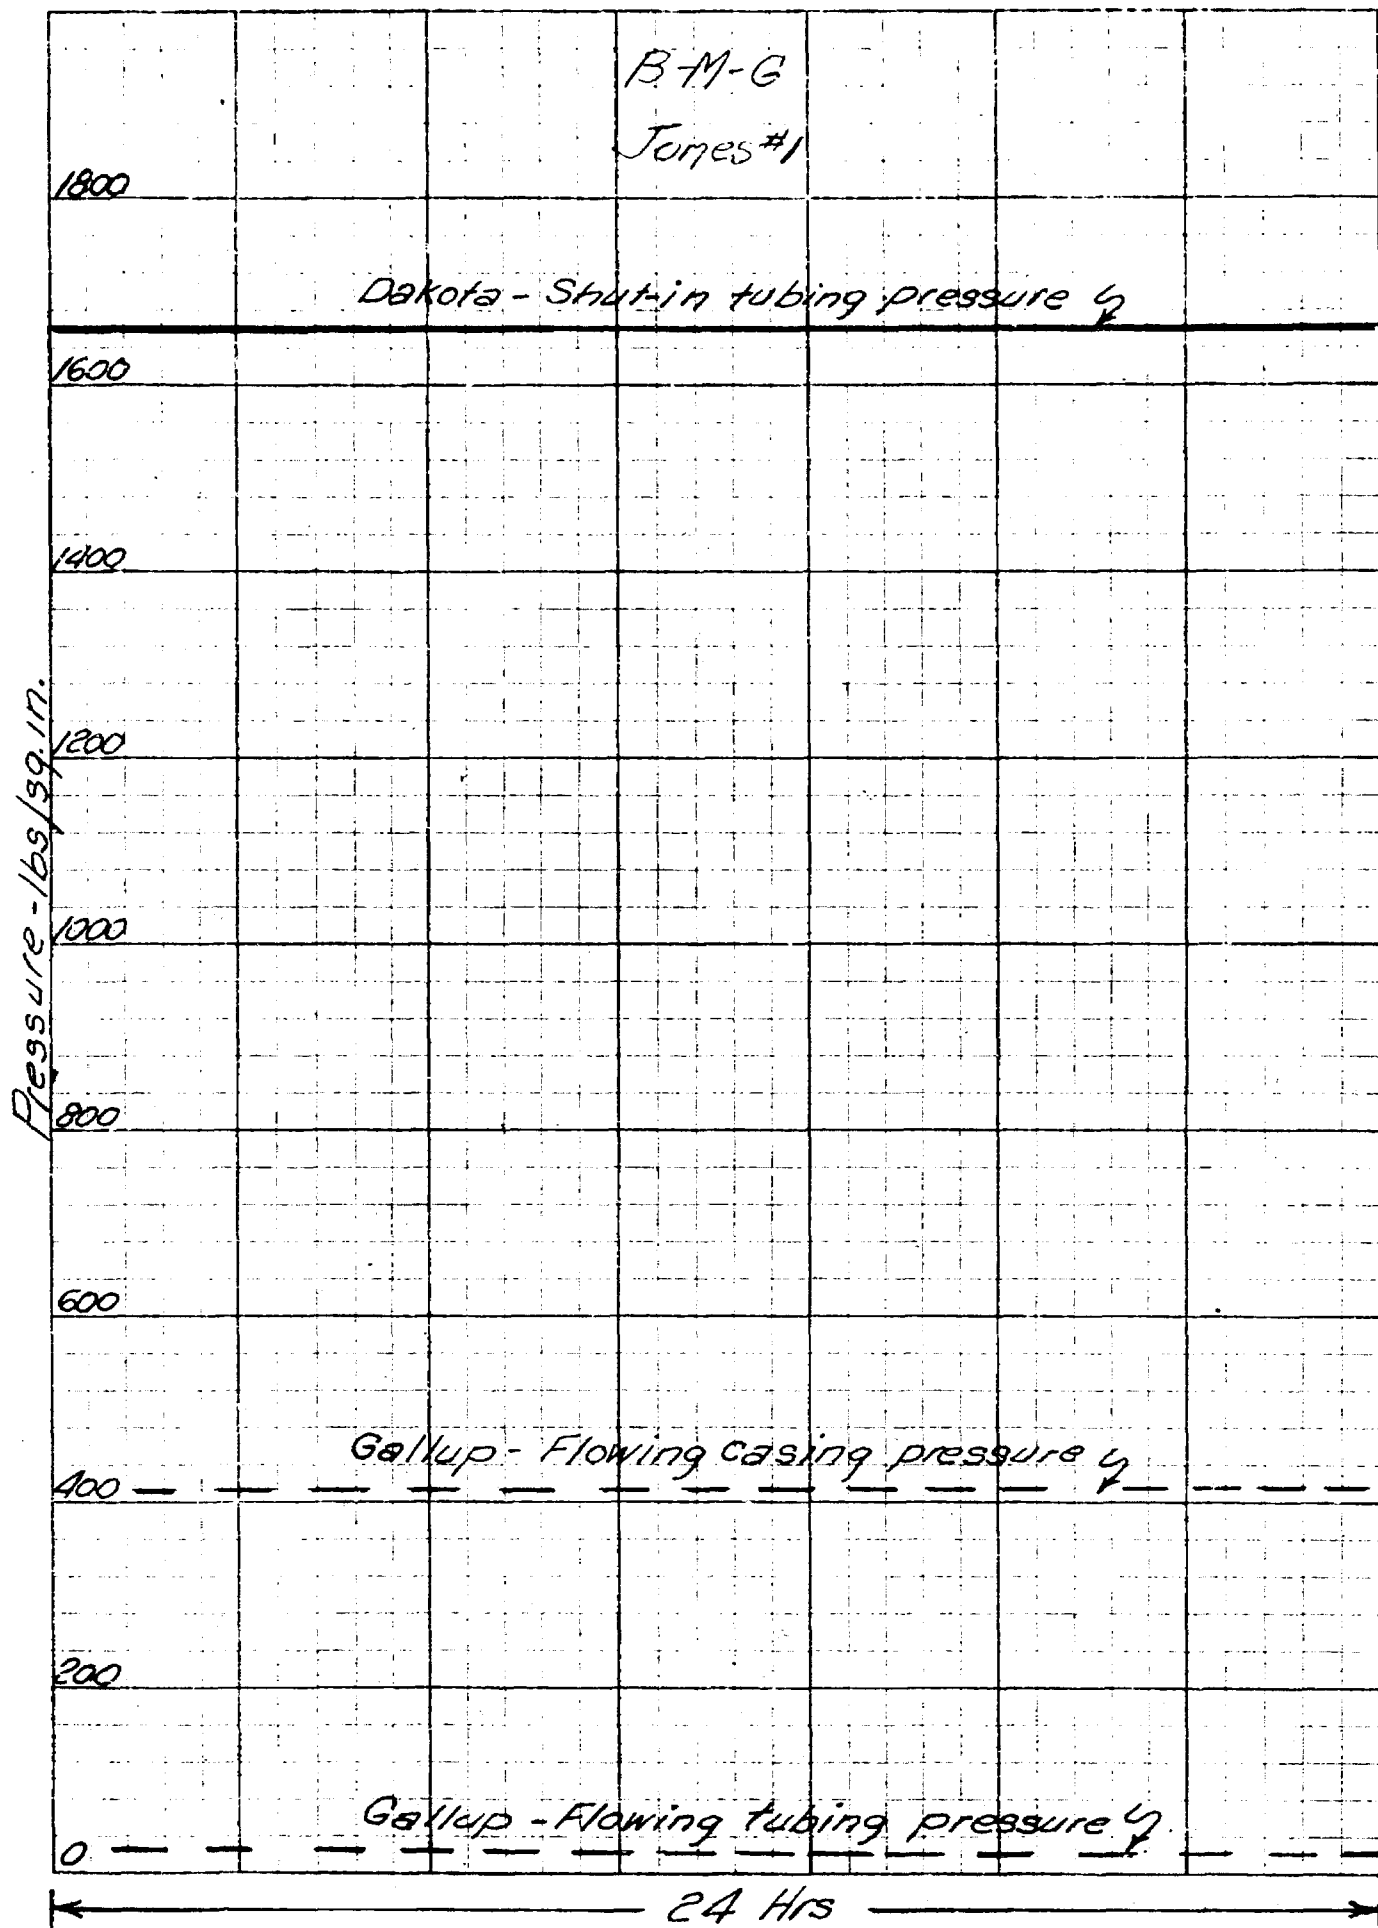 B-M-G
Jones #1
1800
Dakota - Shut-in tubing pressure
1600
1400
1200
Pressure - lbs/sq. in.
1000
800
600
Gallup - Flowing casing pressure
400
200
Gallup - Flowing tubing pressure
0
24 Hrs